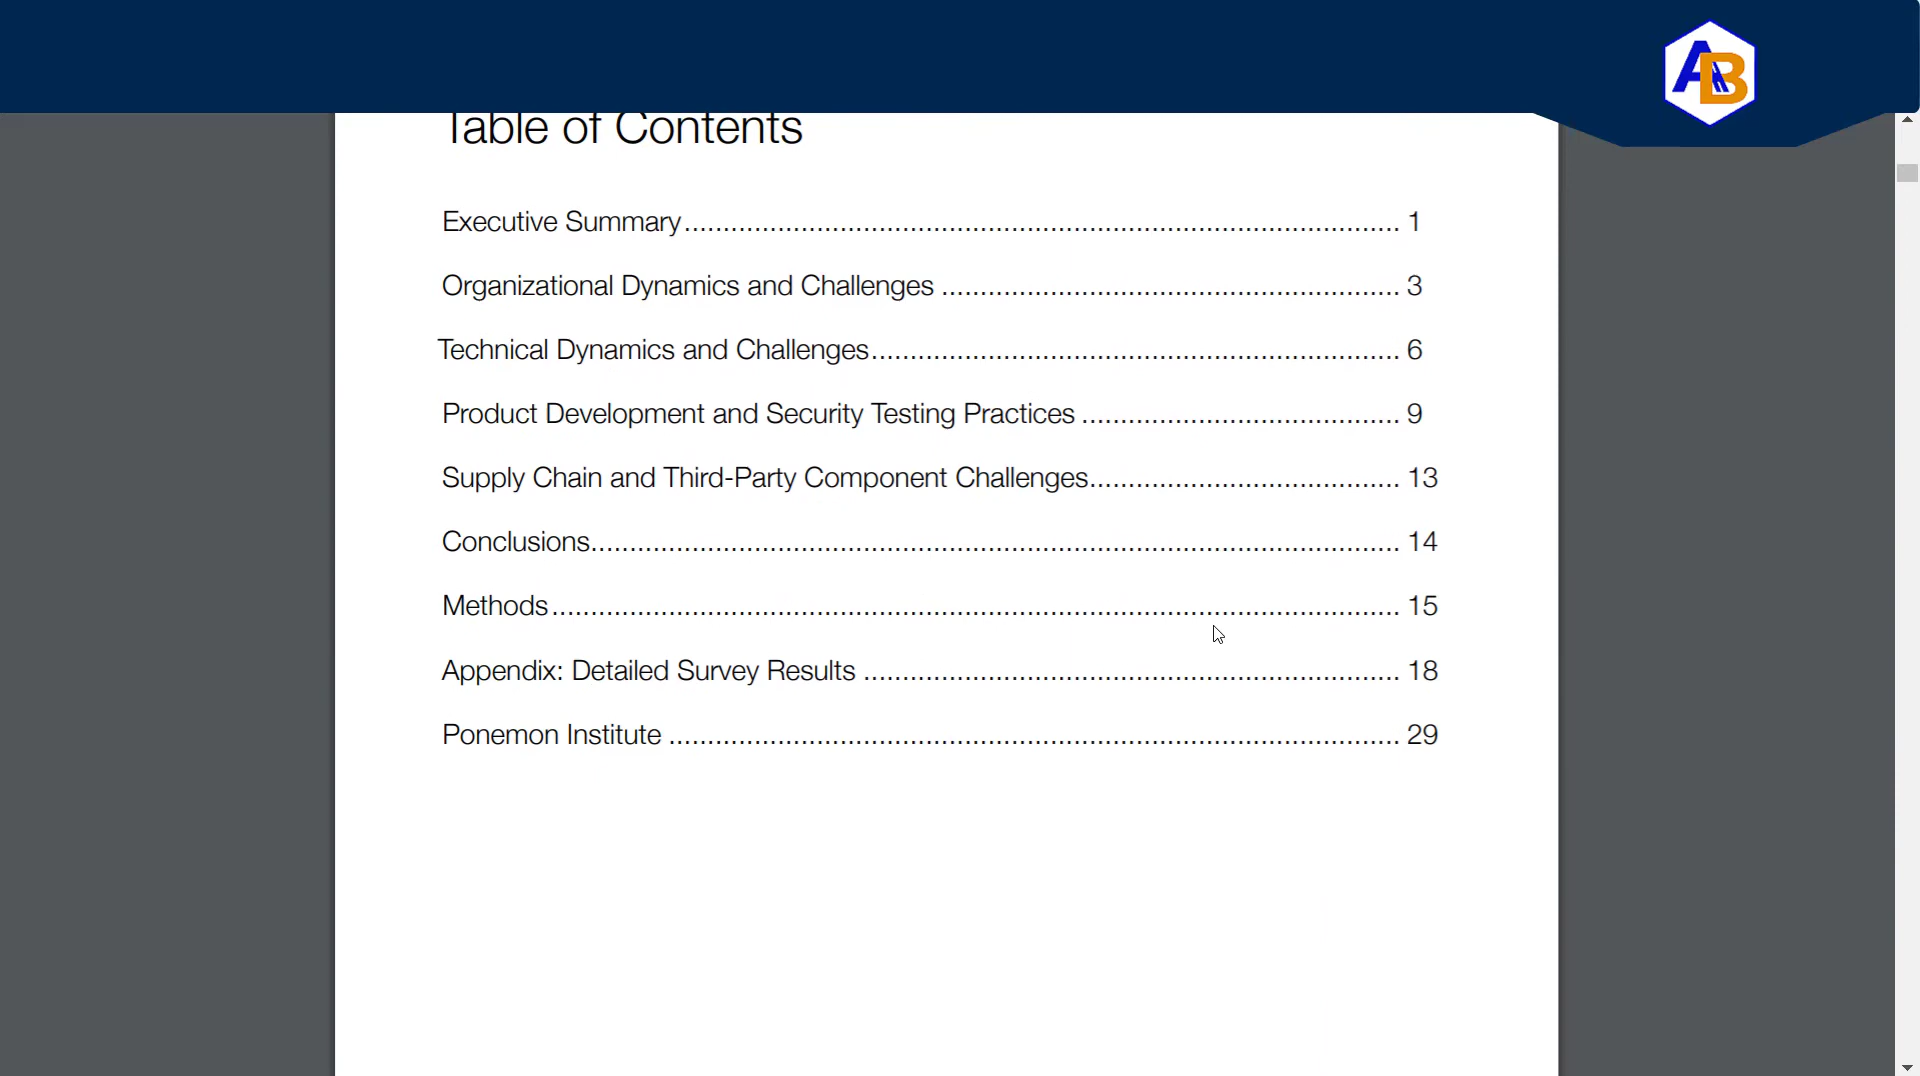 AB
Table of Contents
Executive Summary........................................................................................... 1
Organizational Dynamics and Challenges .......................................................... 3
Technical Dynamics and Challenges................................................................... 6
Product Development and Security Testing Practices ........................................ 9
Supply Chain and Third-Party Component Challenges........................................ 13
Conclusions....................................................................................................... 14
Methods............................................................................................................ 15
Appendix: Detailed Survey Results .................................................................... 18
Ponemon Institute ............................................................................................. 29